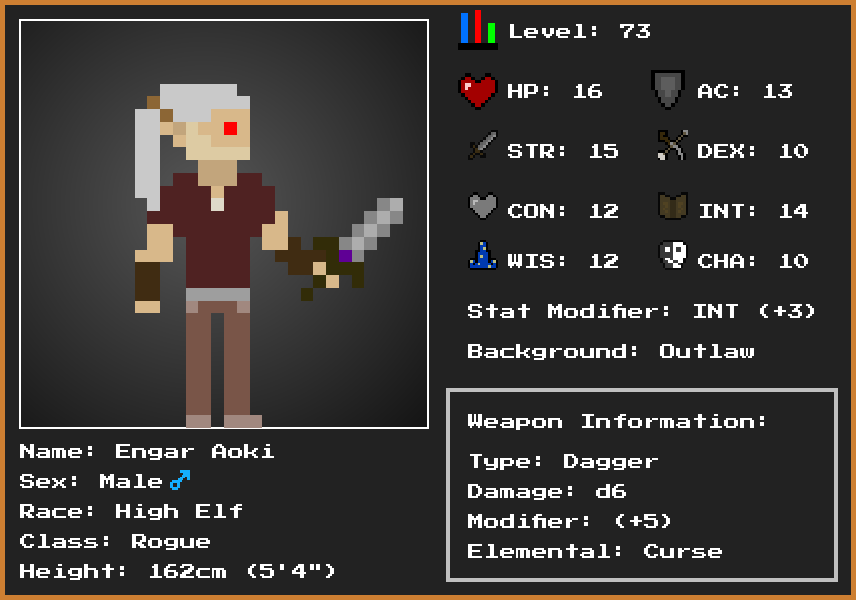 Level: 73
HP: 16
AC: 13
STR: 15
DEX: 10
CON: 12
INT: 14
WIS: 12
CHA: 10
Stat Modifier: INT (+3)
Background: Outlaw
Weapon Information:
Type: Dagger
Damage: d6
Modifier: (+5)
Elemental: Curse
Name: Engar Aoki
Sex: Male♂
Race: High Elf
Class: Rogue
Height: 162cm (5'4")